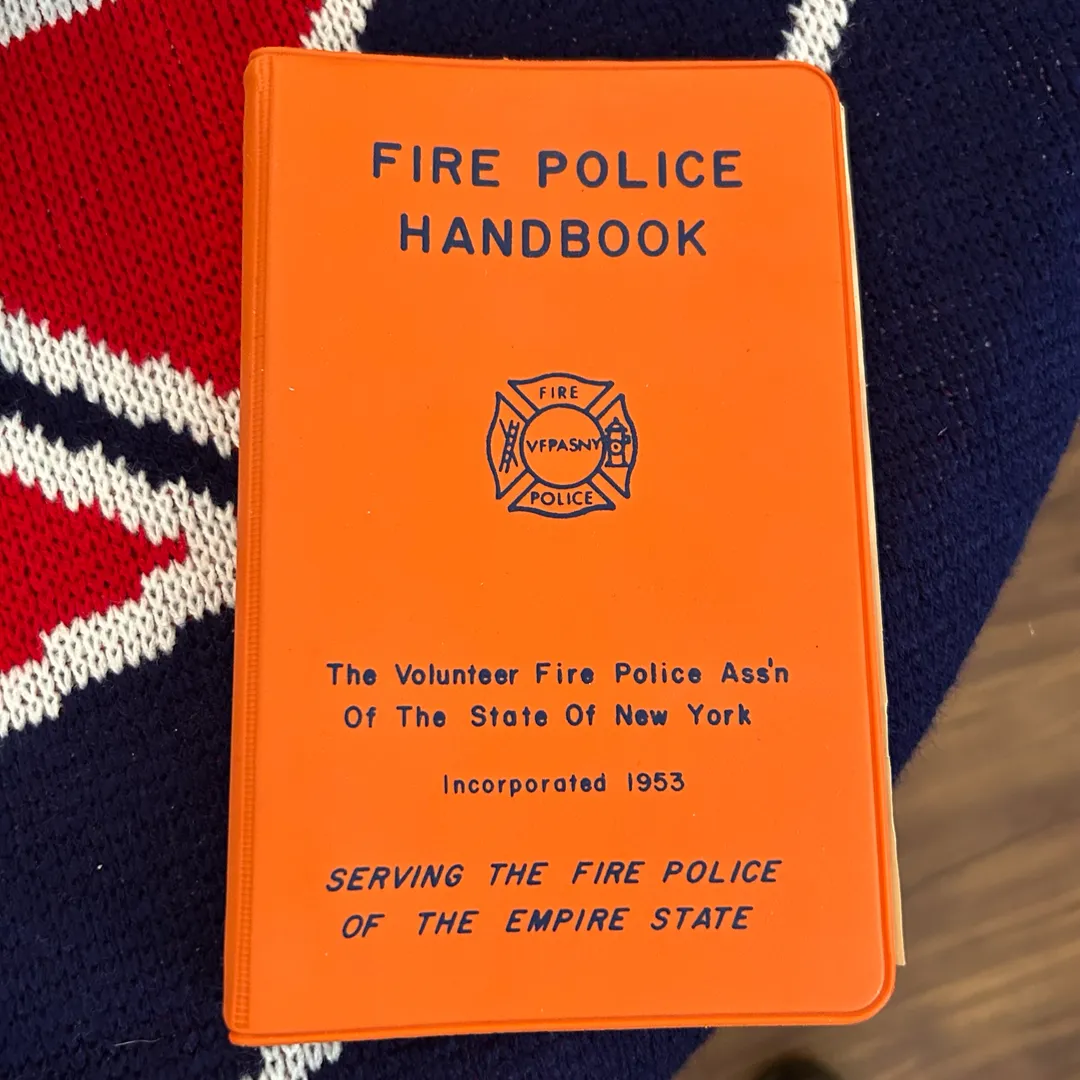 FIRE POLICE
HANDBOOK
FIRE
VFPASNY
POLICE
The Volunteer Fire Police Ass'n
Of The State Of New York
Incorporated 1953
SERVING THE FIRE POLICE
OF THE EMPIRE STATE